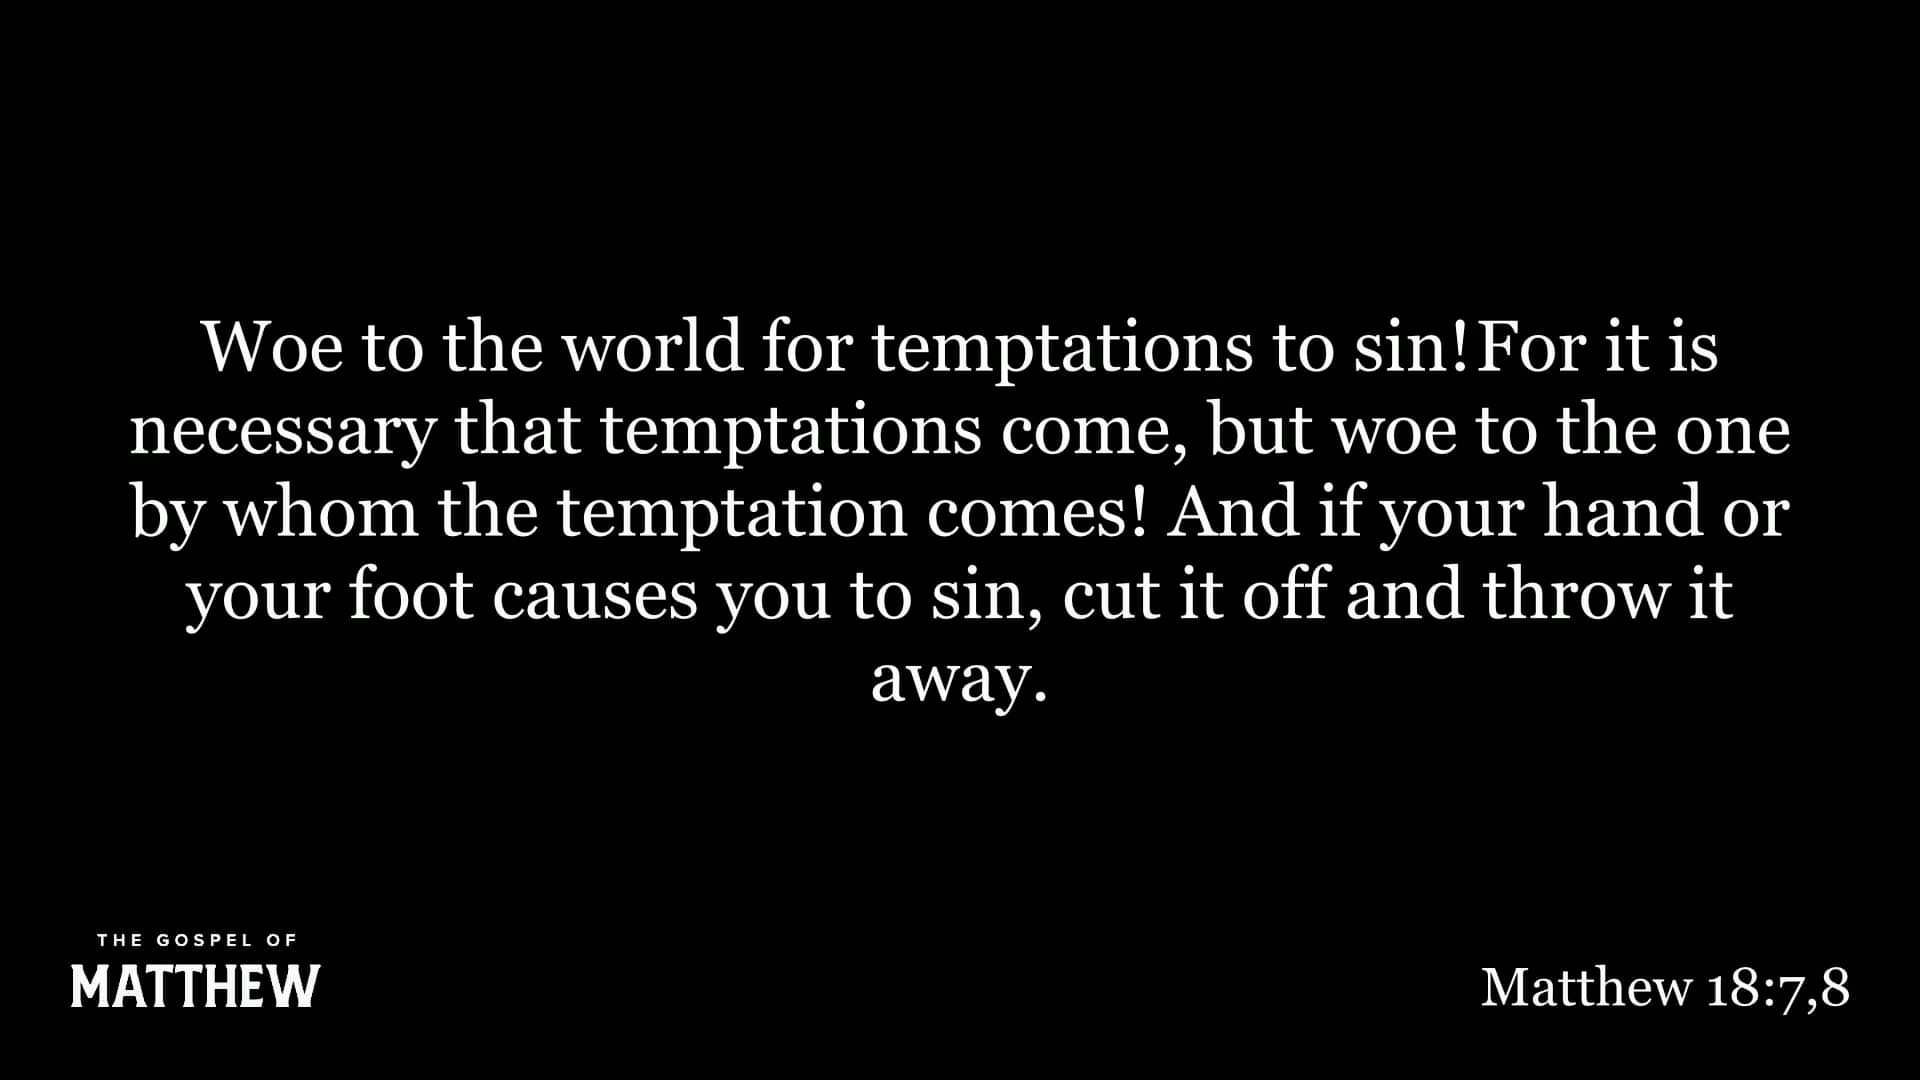 Woe to the world for temptations to sin! For it is
necessary that temptations come, but woe to the one
by whom the temptation comes! And if your hand or
your foot causes you to sin, cut it off and throw it
away.
THE GOSPEL OF
MATTHEW
Matthew 18:7,8